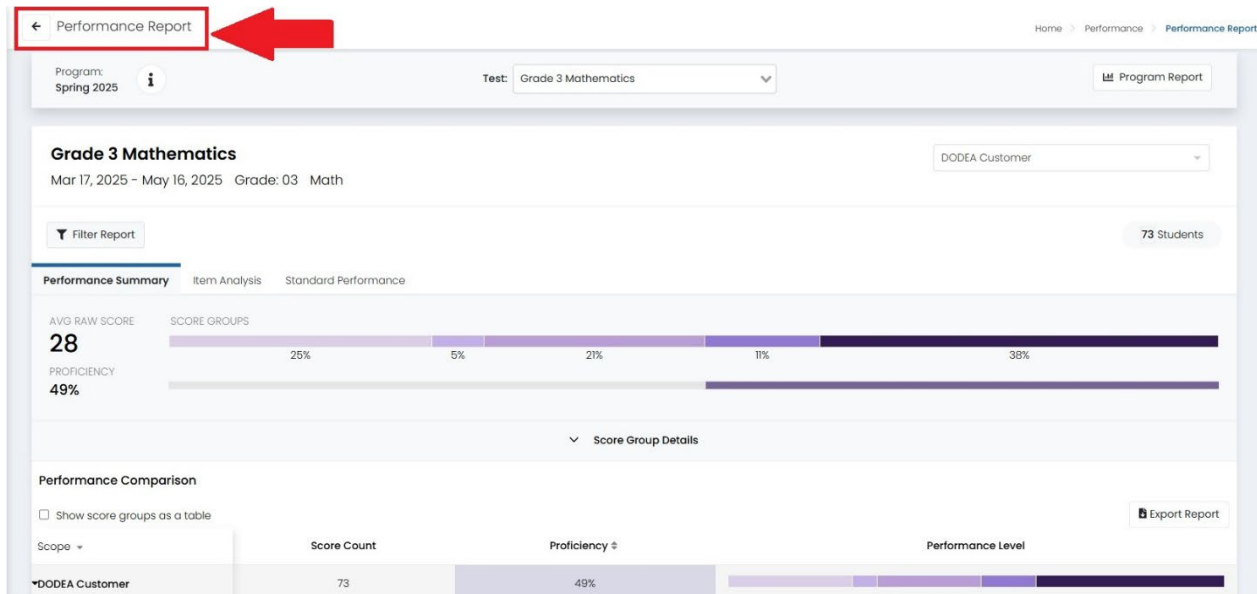 Performance Report
Home > Performance > Performance Report
Program:
Spring 2025
i
Test: Grade 3 Mathematics
Program Report
Grade 3 Mathematics
DODEA Customer
Mar 17, 2025 - May 16, 2025 Grade: 03 Math
Filter Report
73 Students
Performance Summary Item Analysis Standard Performance
AVG RAW SCORE SCORE GROUPS
28
25% 5% 21% 11% 38%
PROFICIENCY
49%
Score Group Details
Performance Comparison
Show score groups as a table
Export Report
Scope Score Count Proficiency Performance Level
DODEA Customer 73 49%